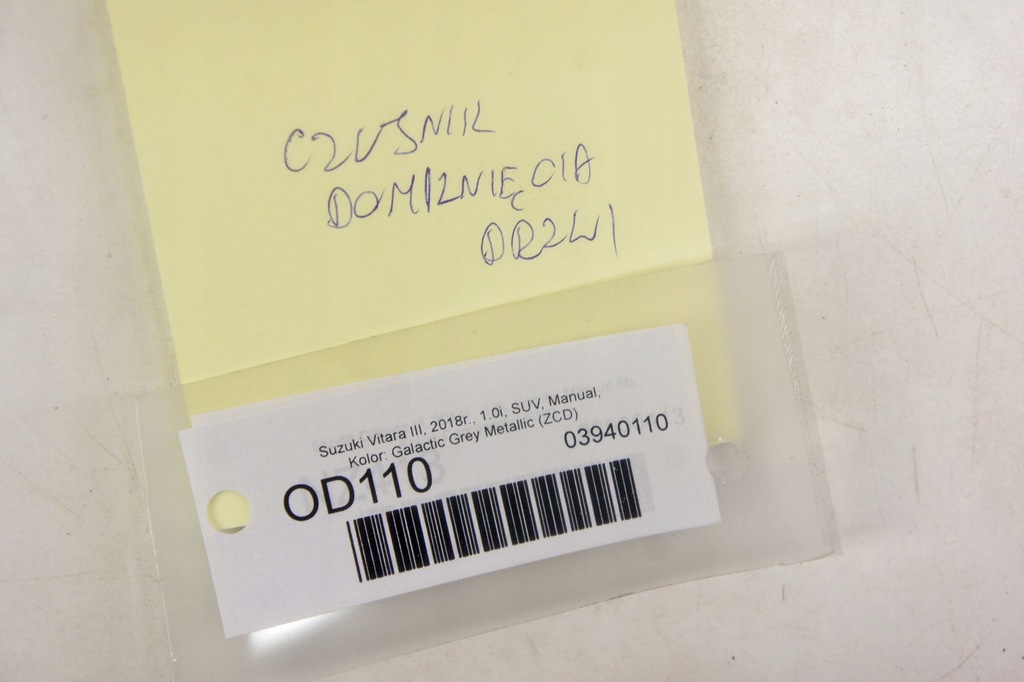 CZUJNIK
DOMKNIĘCIA
DRZWI
Suzuki Vitara III, 2018r., 1.0i, SUV, Manual,
Kolor: Galactic Grey Metallic (ZCD)
03940110
OD110